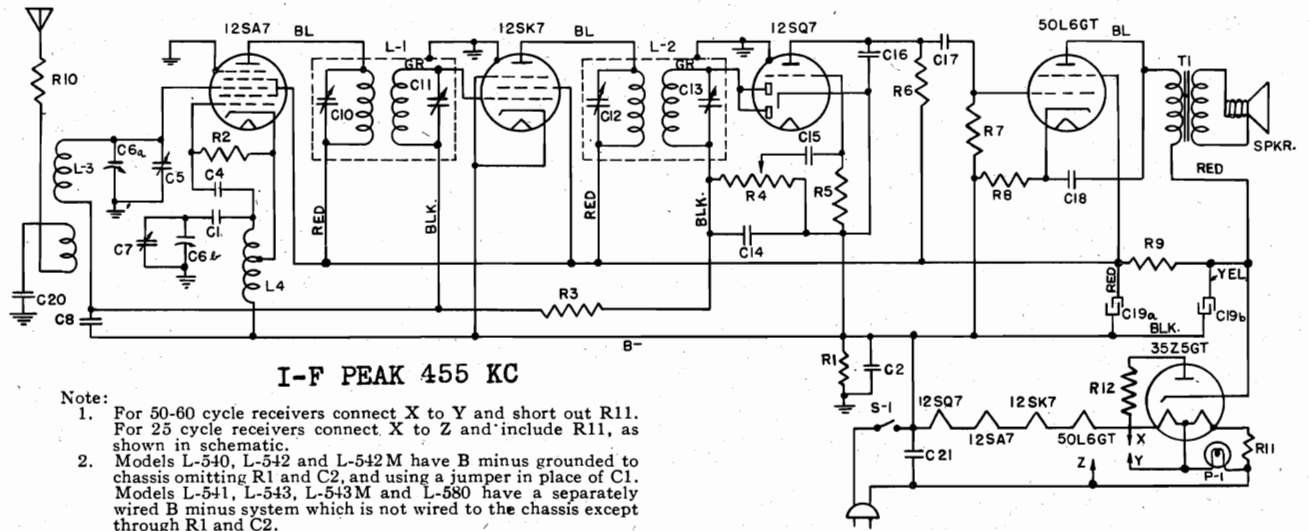 12SA7
BL
L-1
12SK7
BL
L-2
12SQ7
50L6GT
BL
T1
R10
GR
C11
C10
GR
C13
C12
C16
C17
R6
R7
SPKR.
RED
L-3
C6a
C5
R2
C4
C15
R4
R5
R8
C18
C7
C1
C6b
L4
RED
BLK.
RED
BLK.
C14
R9
YEL
RED
C20
C8
R3
C19a
C19b
BLK.
B-
35Z5GT
I-F PEAK 455 KC
R1
C2
R12
Note:
1. For 50-60 cycle receivers connect X to Y and short out R11.
For 25 cycle receivers connect X to Z and include R11, as
shown in schematic.
2. Models L-540, L-542 and L-542M have B minus grounded to
chassis omitting R1 and C2, and using a jumper in place of C1.
Models L-541, L-543, L-543M and L-580 have a separately
wired B minus system which is not wired to the chassis except
through R1 and C2.
S-1
12SQ7
12SK7
12SA7
50L6GT
X
Y
Z
P-1
R11
C21